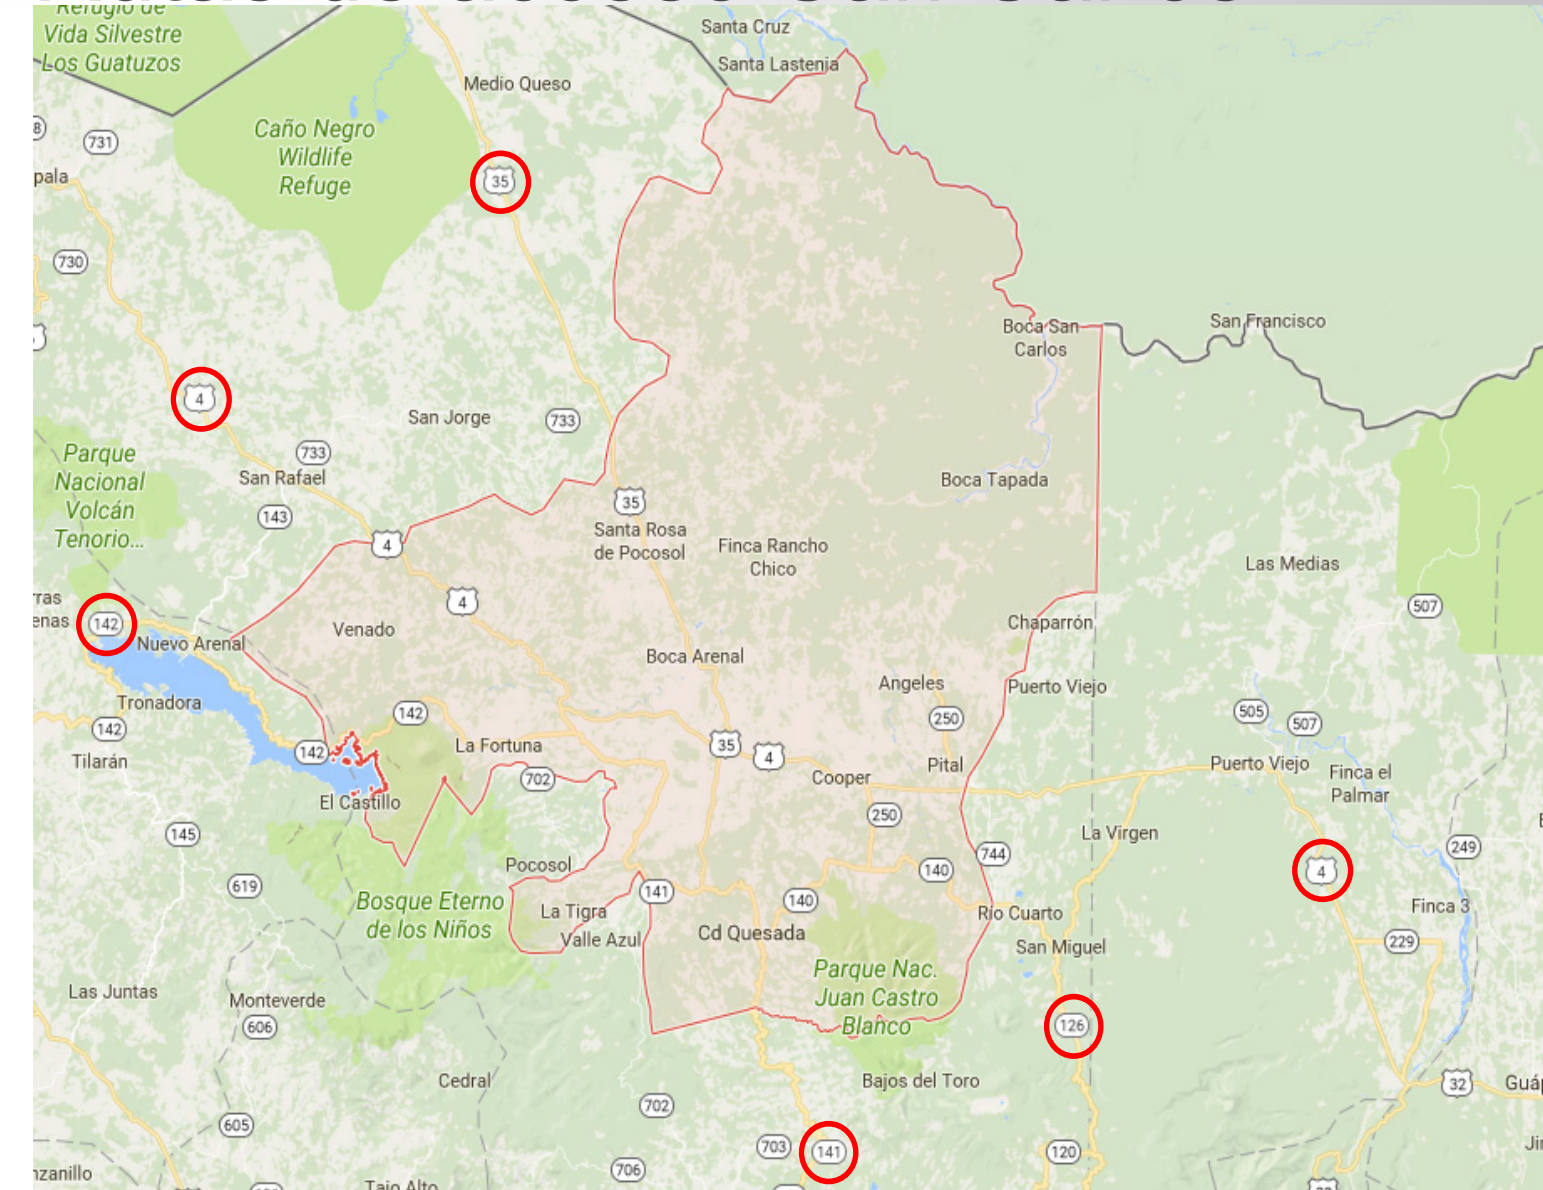 Refugio de
Vida Silvestre
Los Guatuzos
Santa Cruz
Santa Lastenia
Medio Queso
Caño Negro
Wildlife
Refuge
731
35
pala
730
Boca San
Carlos
San Francisco
4
San Jorge
733
733
San Rafael
Parque
Nacional
Volcán
Tenorio...
143
Boca Tapada
35
Santa Rosa
de Pocosol
4
Finca Rancho
Chico
Las Medias
4
507
enas
142
Nuevo Arenal
Venado
Chaparrón
Boca Arenal
Angeles
Puerto Viejo
Tronadora
142
142
250
505
507
142
La Fortuna
35
4
Tilarán
702
Cooper
Pital
Puerto Viejo
Finca el
Palmar
El Castillo
250
145
La Virgen
744
249
Pocosol
140
4
619
141
140
Bosque Eterno
de los Niños
La Tigra
Río Cuarto
Finca 3
Valle Azul
Cd Quesada
San Miguel
229
Parque Nac.
Juan Castro
Blanco
Las Juntas
Monteverde
606
126
Cedral
Bajos del Toro
32
702
605
703
141
120
706
nzanillo
Tajo Alto